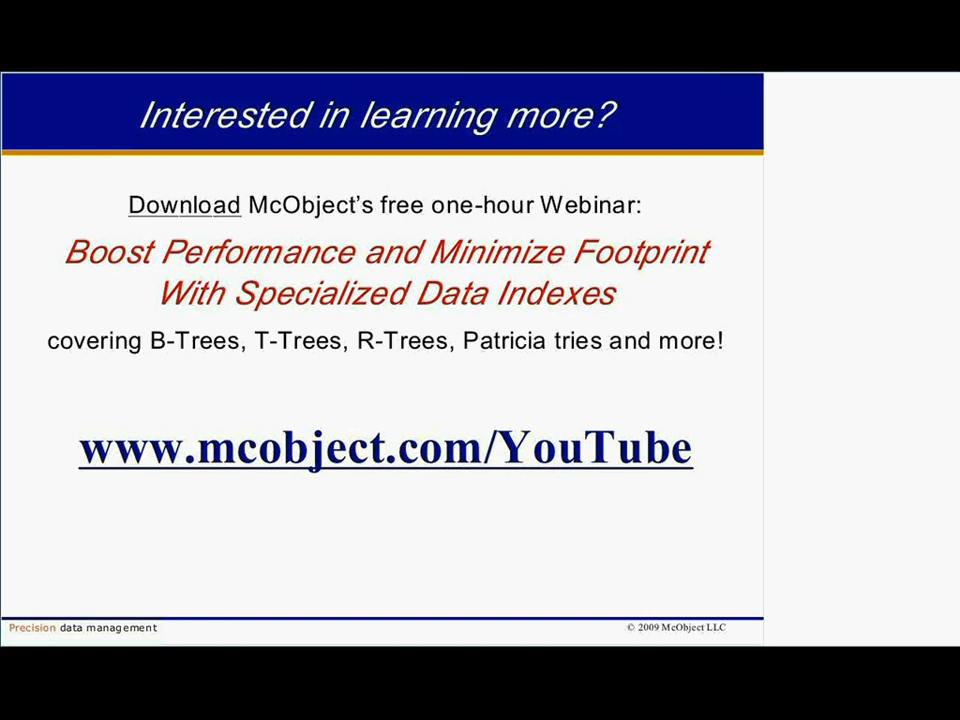 Interested in learning more?
Download McObject's free one-hour Webinar:
Boost Performance and Minimize Footprint
With Specialized Data Indexes
covering B-Trees, T-Trees, R-Trees, Patricia tries and more!
www.mcobject.com/YouTube
Precision data management
© 2009 McObject LLC